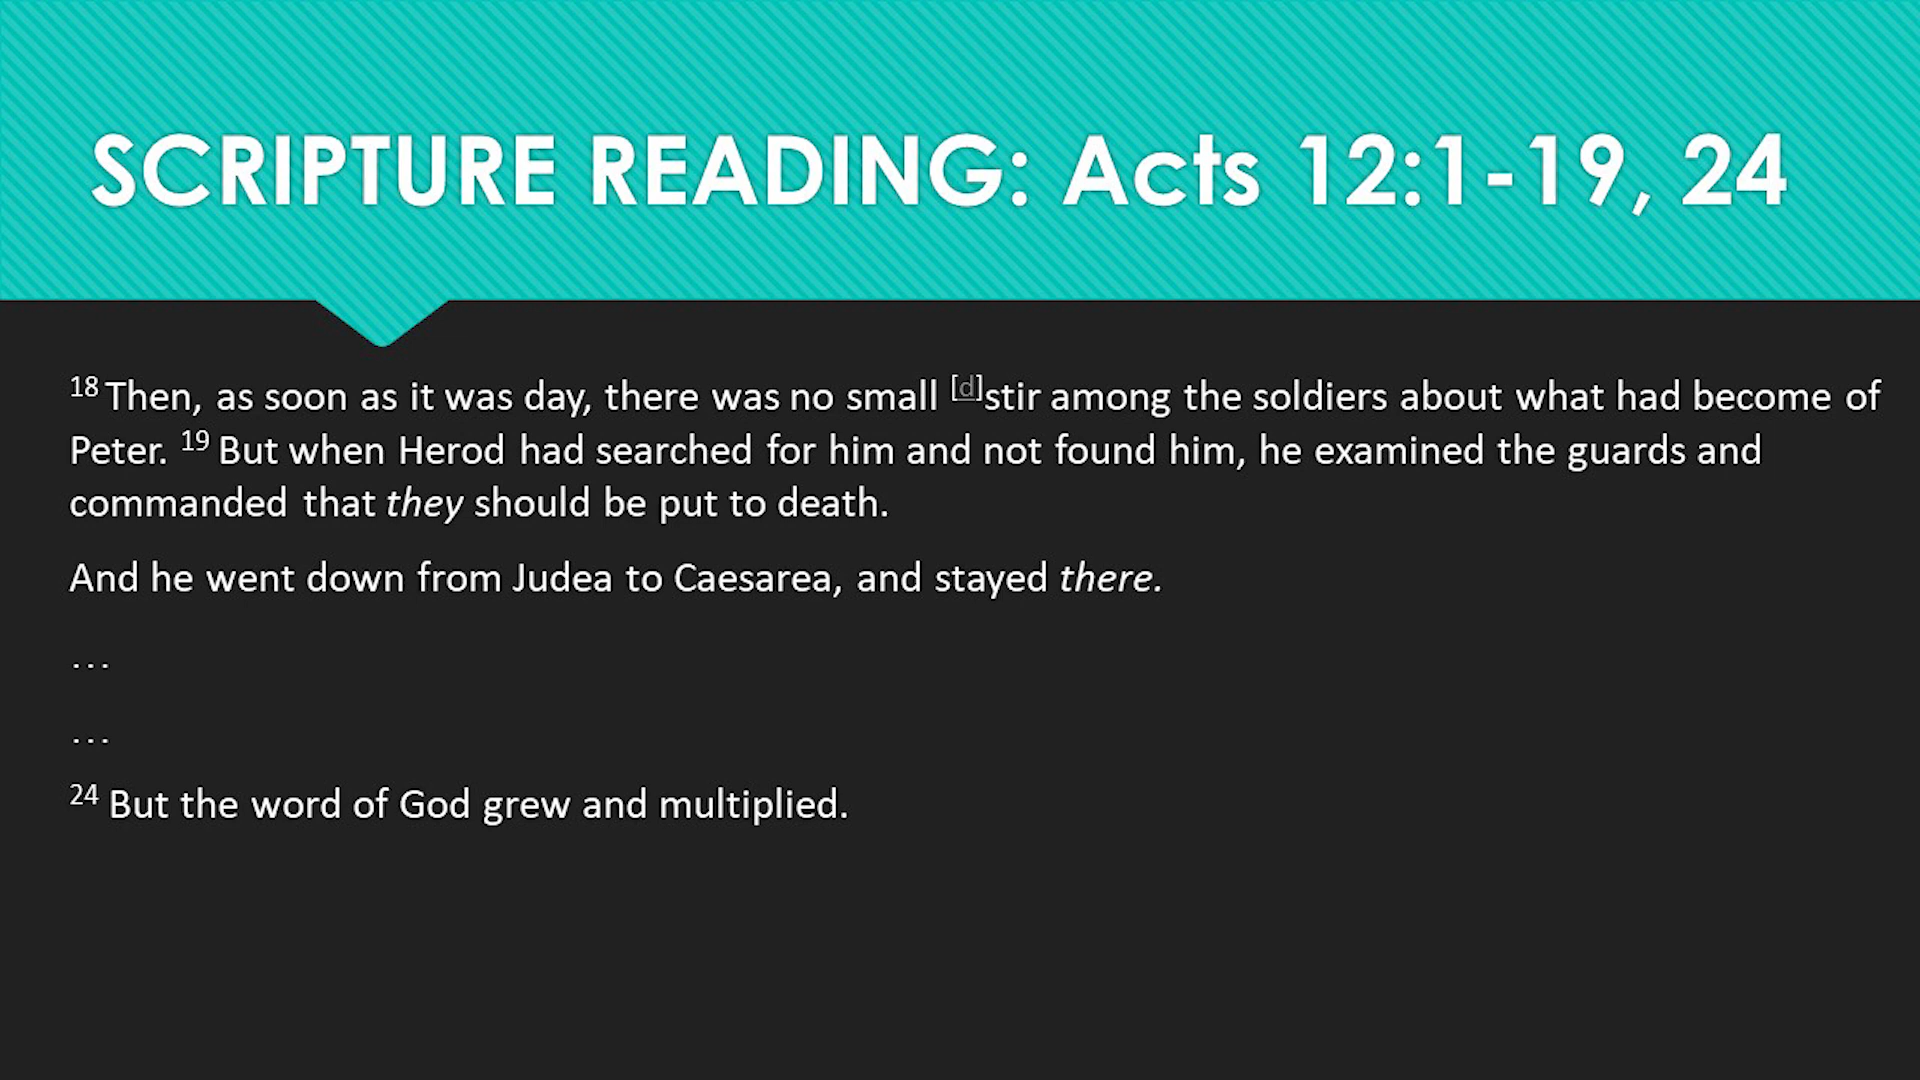 SCRIPTURE READING: Acts 12:1-19, 24
18 Then, as soon as it was day, there was no small [d]stir among the soldiers about what had become of
Peter. 19 But when Herod had searched for him and not found him, he examined the guards and
commanded that they should be put to death.
And he went down from Judea to Caesarea, and stayed there.
…
…
24 But the word of God grew and multiplied.